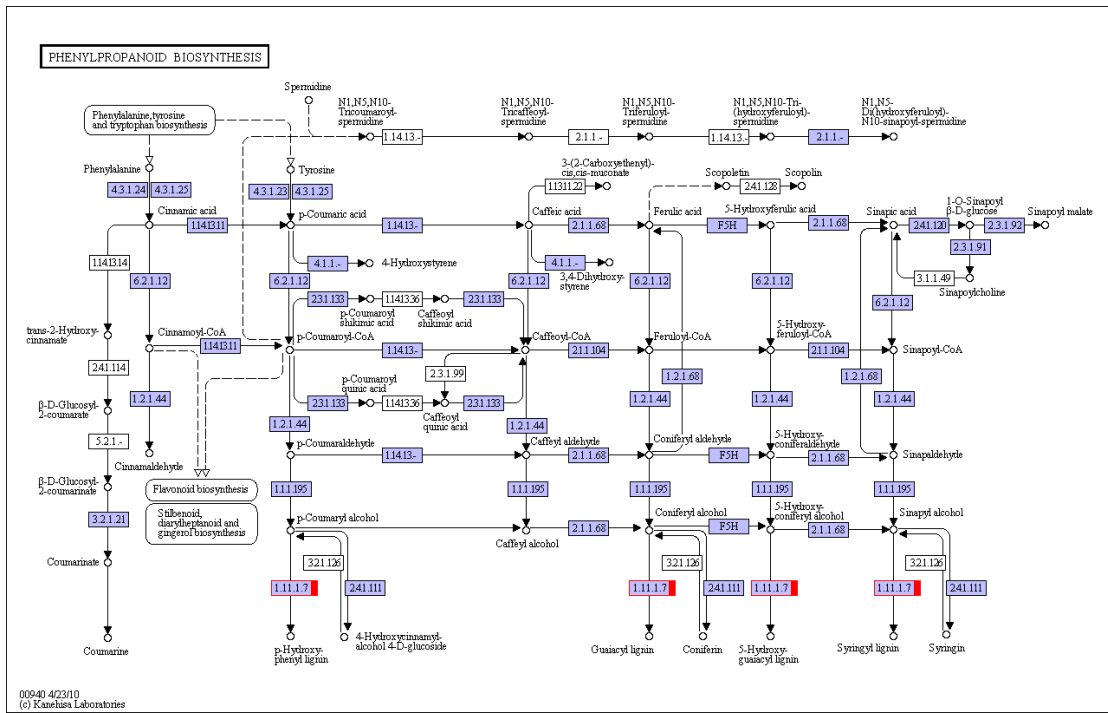 PHENYLPROPANOID BIOSYNTHESIS
Spermidine
N1,N5,N10-
Tricoumaroyl-
spermidine
N1,N5,N10-
Tricaffeoyl-
spermidine
N1,N5,N10-
Triferuloyl-
spermidine
N1,N5,N10-Tri-
(hydroxyferuloyl)-
spermidine
N1,N5-
Di(hydroxyferuloyl)-
N10-sinapoyl-spermidine
Phenylalanine,tyrosine
and tryptophan biosynthesis
1.14.13.-
2.1.1.-
1.14.13.-
2.1.1.-
Phenylalanine
Tyrosine
3-(2-Carboxyethenyl)-
cis,cis-muconate
Scopoletin
Scopolin
4.3.1.24
4.3.1.25
4.3.1.23
4.3.1.25
1.13.11.22
2.4.1.128
Cinnamic acid
p-Coumaric acid
Caffeic acid
Ferulic acid
5-Hydroxyferulic acid
Sinapic acid
1-O-Sinapoyl
β-D-glucose
Sinapoyl malate
1.14.13.11
1.14.13.-
2.1.1.68
F5H
2.1.1.68
2.4.1.120
2.3.1.92
2.3.1.91
1.14.13.14
4.1.1.-
4-Hydroxystyrene
4.1.1.-
3,4-Dihydroxy-
styrene
3.1.1.49
Sinapoylcholine
6.2.1.12
6.2.1.12
6.2.1.12
6.2.1.12
6.2.1.12
6.2.1.12
2.3.1.133
1.14.13.36
2.3.1.133
p-Coumaroyl
shikimic acid
Caffeoyl
shikimic acid
trans-2-Hydroxy-
cinnamate
Cinnamoyl-CoA
p-Coumaroyl-CoA
Caffeoyl-CoA
Feruloyl-CoA
5-Hydroxy-
feruloyl-CoA
Sinapoyl-CoA
1.14.13.11
1.14.13.-
2.1.1.104
2.1.1.104
2.4.1.114
2.3.1.99
1.2.1.68
1.2.1.68
p-Coumaroyl
quinic acid
1.2.1.44
2.3.1.133
1.14.13.36
Caffeoyl
quinic acid
2.3.1.133
1.2.1.44
1.2.1.44
1.2.1.44
β-D-Glucosyl-
2-coumarate
1.2.1.44
1.2.1.44
5.2.1.-
Cinnamaldehyde
p-Coumaraldehyde
1.14.13.-
Caffeyl aldehyde
2.1.1.68
Coniferyl aldehyde
F5H
5-Hydroxy-
coniferaldehyde
2.1.1.68
Sinapaldehyde
β-D-Glucosyl-
2-coumarinate
Flavonoid biosynthesis
1.1.1.195
1.1.1.195
1.1.1.195
1.1.1.195
1.1.1.195
Stilbenoid,
diarylheptanoid and
gingerol biosynthesis
3.2.1.21
p-Coumaryl alcohol
Caffeyl alcohol
2.1.1.68
Coniferyl alcohol
F5H
5-Hydroxy-
coniferyl alcohol
2.1.1.68
Sinapyl alcohol
Coumarinate
3.2.1.126
3.2.1.126
3.2.1.126
1.11.1.7
2.4.1.111
1.11.1.7
2.4.1.111
1.11.1.7
1.11.1.7
2.4.1.111
Coumarine
p-Hydroxy-
phenyl lignin
4-Hydroxycinnamyl-
alcohol 4-D-glucoside
Guaiacyl lignin
Coniferin
5-Hydroxy-
guaiacyl lignin
Syringyl lignin
Syringin
00940 4/23/10
(c) Kanehisa Laboratories